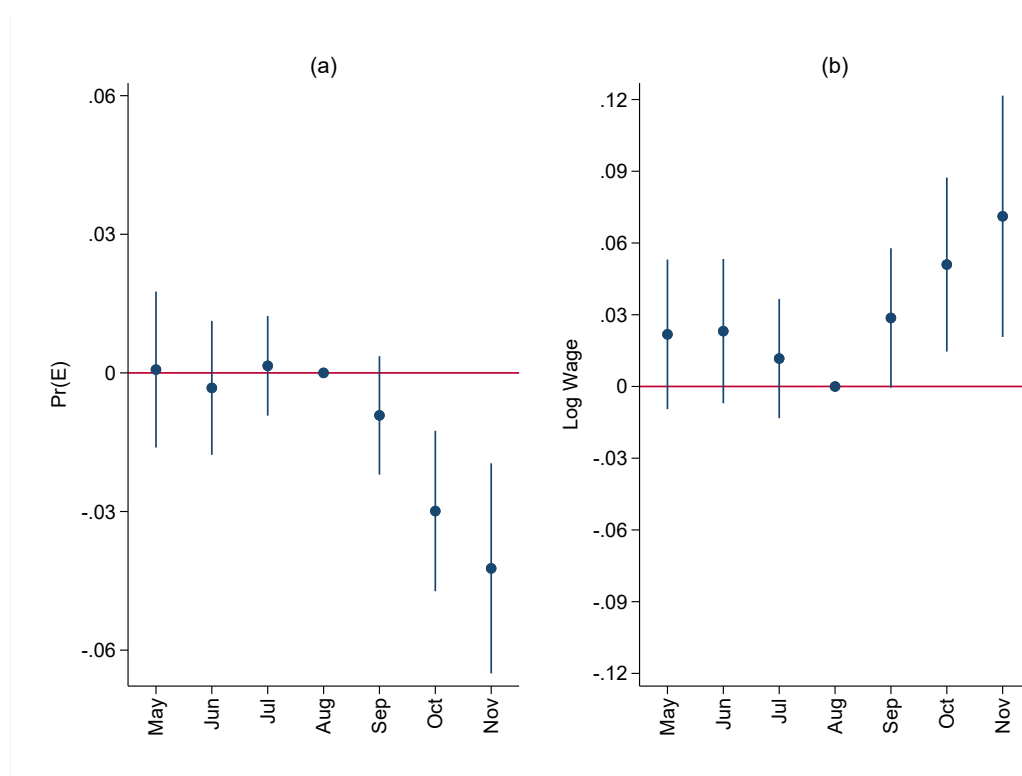 (a)
.06
.03
0
-.03
-.06
Pr(E)
May
Jun
Jul
Aug
Sep
Oct
Nov
(b)
.12
.09
.06
.03
0
-.03
-.06
-.09
-.12
Log Wage
May
Jun
Jul
Aug
Sep
Oct
Nov